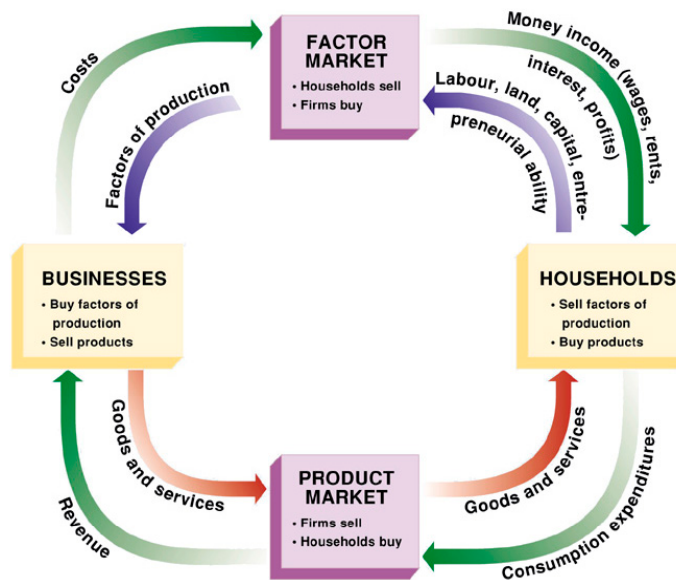 FACTOR
MARKET
• Households sell
• Firms buy
Costs
Factors of production
Money income (wages, rents,
interest, profits)
Labour, land, capital, entre-
preneurial ability
BUSINESSES
• Buy factors of
production
• Sell products
HOUSEHOLDS
• Sell factors of
production
• Buy products
Goods and services
Revenue
PRODUCT
MARKET
• Firms sell
• Households buy
Goods and services
Consumption expenditures